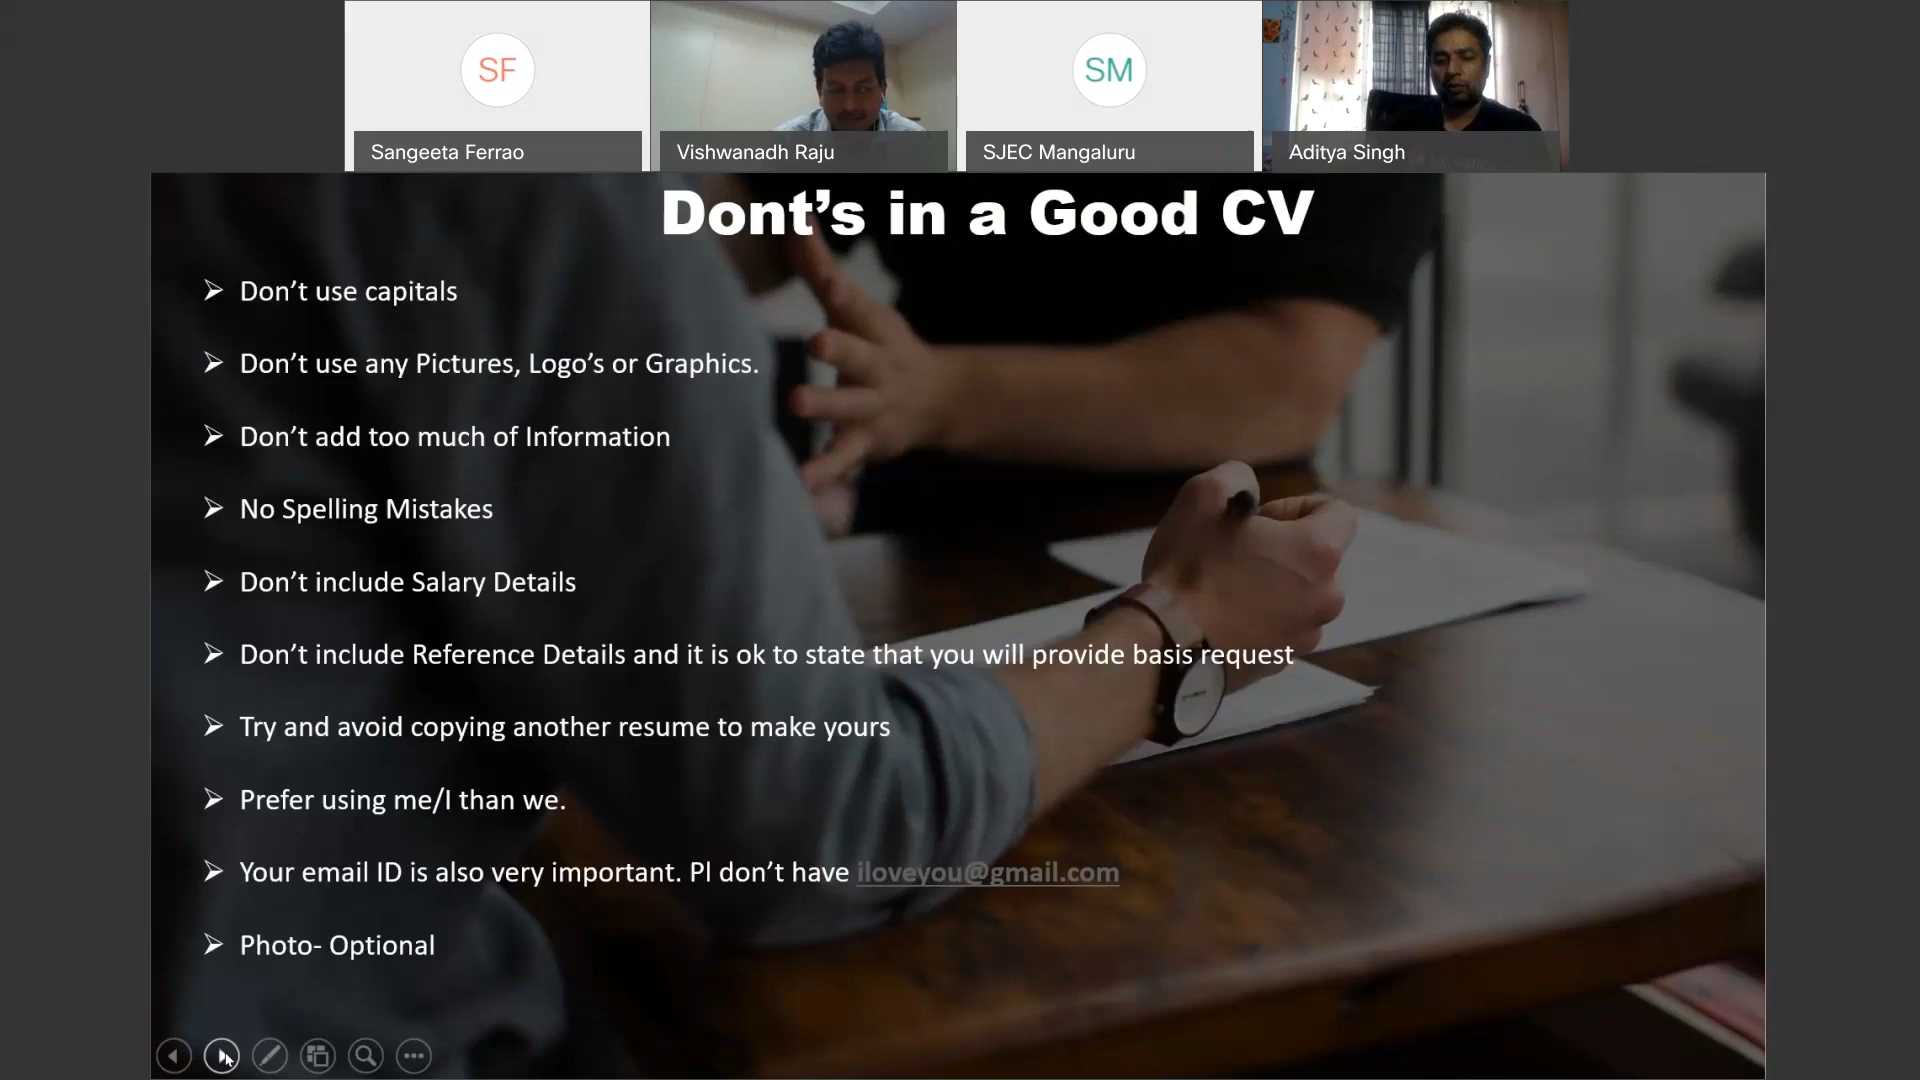 SF
SM
Sangeeta Ferrao
Vishwanadh Raju
SJEC Mangaluru
Aditya Singh
Dont’s in a Good CV
Don’t use capitals
Don’t use any Pictures, Logo’s or Graphics.
Don’t add too much of Information
No Spelling Mistakes
Don’t include Salary Details
Don’t include Reference Details and it is ok to state that you will provide basis request
Try and avoid copying another resume to make yours
Prefer using me/I than we.
Your email ID is also very important. Pl don’t have iloveyou@gmail.com
Photo- Optional